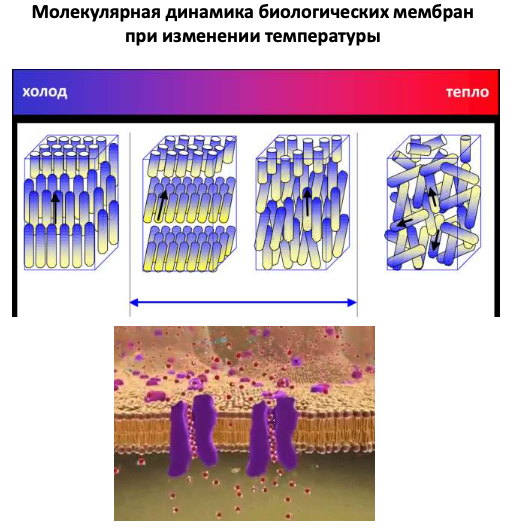 Молекулярная динамика биологических мембран
при изменении температуры
холод
тепло